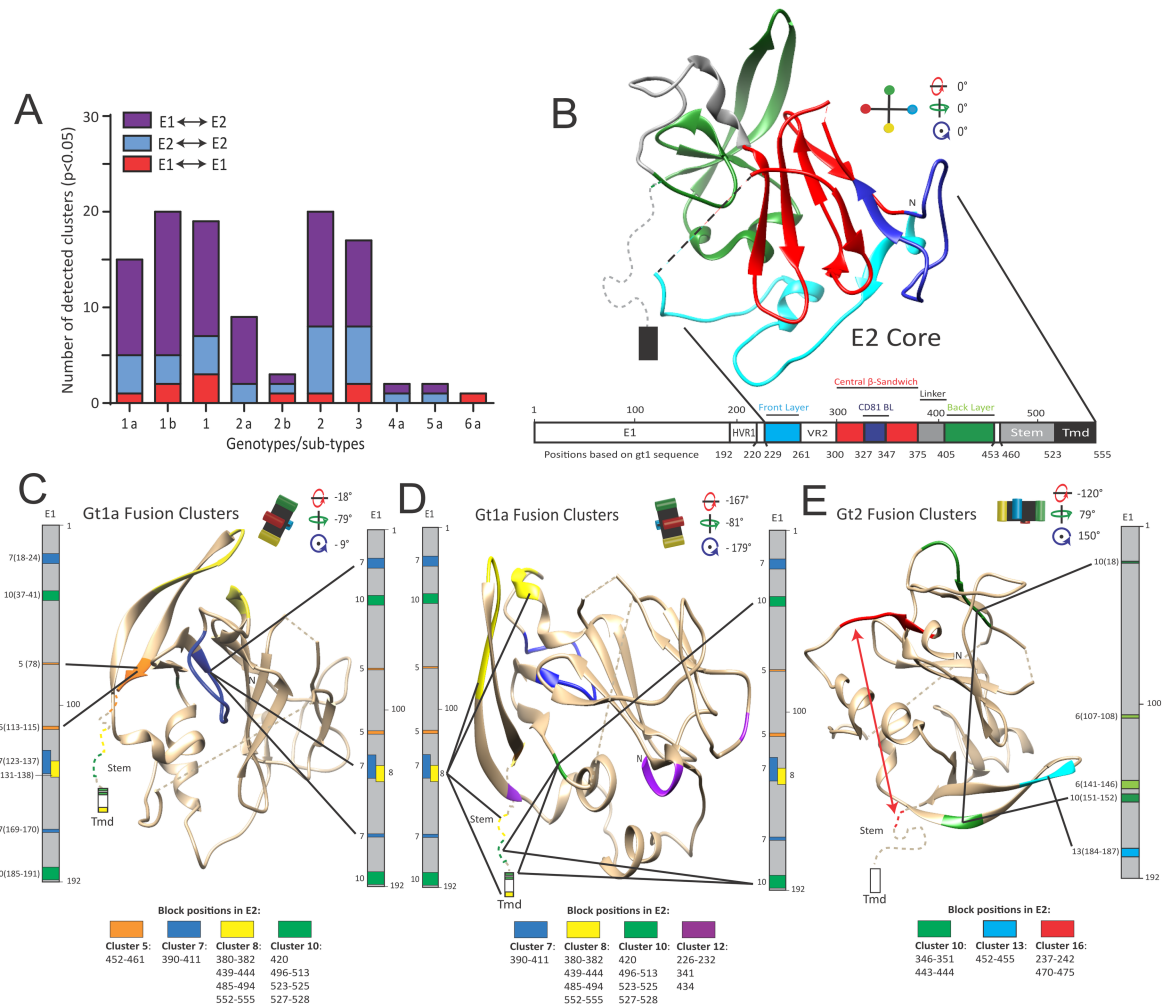 A
Number of detected clusters (p<0.05)
30
20
10
0
E1 ⟷ E2
E2 ⟷ E2
E1 ⟷ E1
1 a
1 b
1
2 a
2 b
2
3
4a
5a
6 a
Genotypes/sub-types
B
0°
0°
0°
N
E2 Core
Central β-Sandwich
Linker
Front Layer
CD81 BL
Back Layer
1
200
300
400
500
E1
HVR1
VR2
Stem
Tmd
Positions based on gt1 sequence
192
220
229
261
300
327
347
375
405
453
460
523
555
C
E1
Gt1a Fusion Clusters
-18°
-79°
- 9°
1
7(18-24)
10(37-41)
5 (78)
(113-115)
7(123-137)
131-138)
7(169-170)
0(185-191)
N
Stem
Tmd
7
10
5
100
5
7
8
7
10
192
Block positions in E2:
Cluster 5:
452-461
Cluster 7:
390-411
Cluster 8:
380-382
439-444
485-494
552-555
Cluster 10:
420
496-513
523-525
527-528
D
E1
Gt1a Fusion Clusters
-167°
-81°
- 179°
8
N
Stem
Tmd
1
7
10
5
100
5
7
8
7
10
192
Block positions in E2:
Cluster 7:
390-411
Cluster 8:
380-382
439-444
485-494
552-555
Cluster 10:
420
496-513
523-525
527-528
Cluster 12:
226-232
341
434
E
Gt2 Fusion Clusters
-120°
79°
150°
E1
1
10(18)
100
6(107-108)
6(141-146)
10(151-152)
13(184-187)
192
N
Stem
Tmd
Block positions in E2:
Cluster 10:
346-351
443-444
Cluster 13:
452-455
Cluster 16:
237-242
470-475